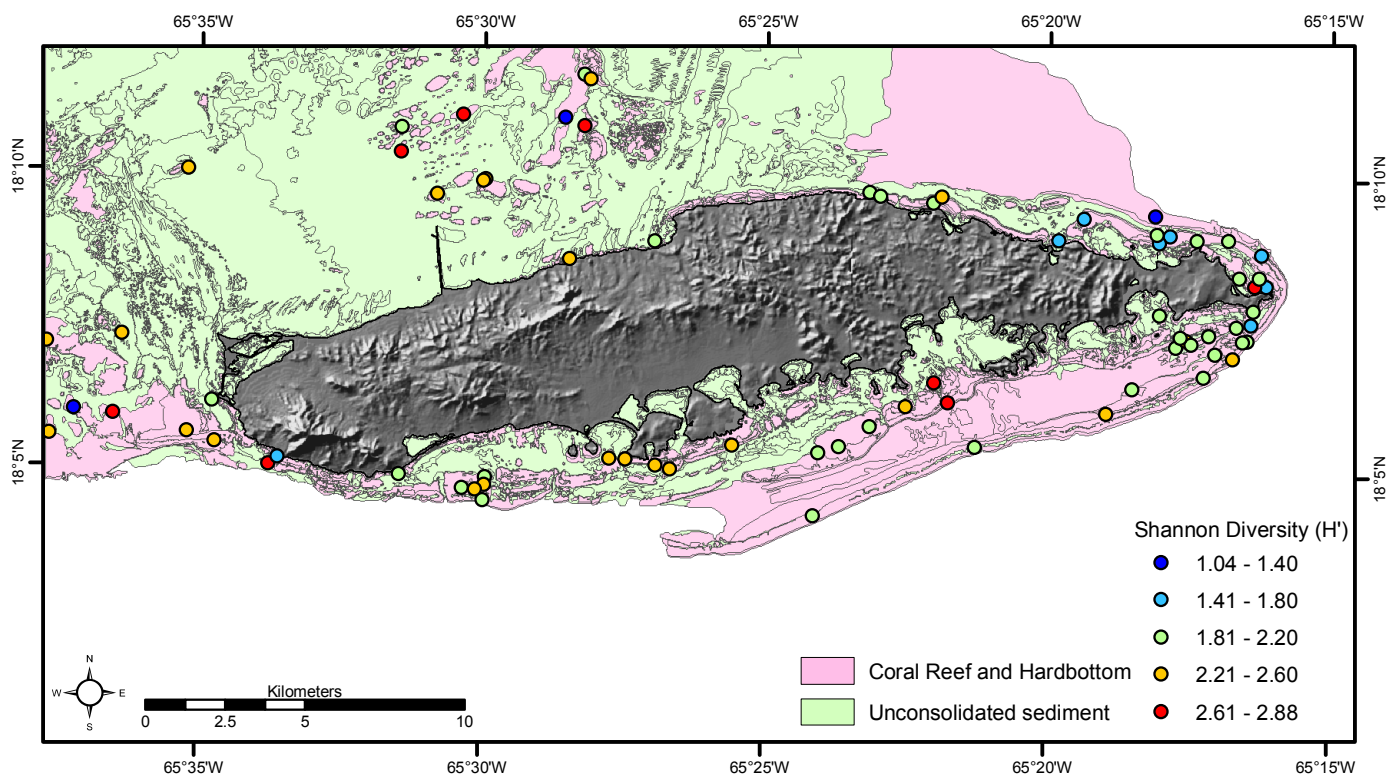 65°35'W 65°30'W 65°25'W 65°20'W 65°15'W
18°10'N 18°10'N
18°5'N 18°5'N
Shannon Diversity (H')
1.04 - 1.40
1.41 - 1.80
1.81 - 2.20
2.21 - 2.60
2.61 - 2.88
Coral Reef and Hardbottom
Unconsolidated sediment
N
W E
S
Kilometers
0 2.5 5 10
65°35'W 65°30'W 65°25'W 65°20'W 65°15'W